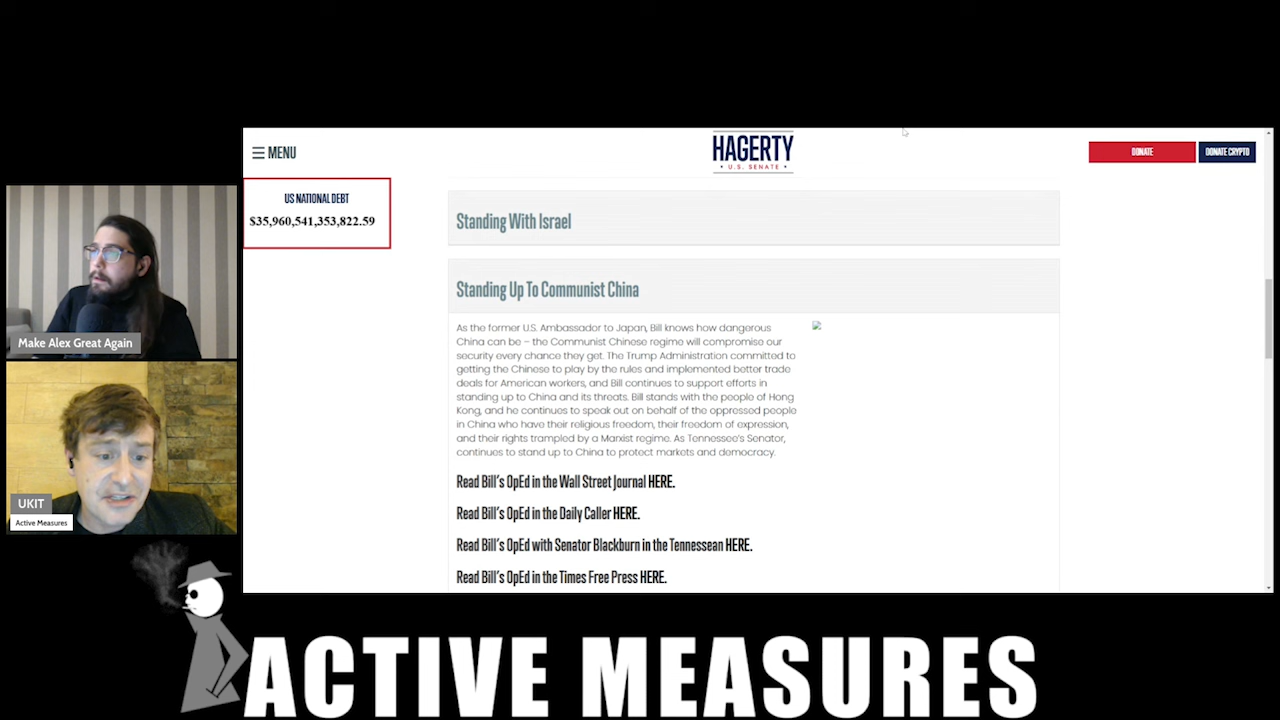 MENU
HAGERTY
U.S. SENATE
DONATE
DONATE CRYPTO
US NATIONAL DEBT
$35,960,541,353,822.59
Standing With Israel
Standing Up To Communist China
As the former U.S. Ambassador to Japan, Bill knows how dangerous
China can be – the Communist Chinese regime will compromise our
security every chance they get. The Trump Administration committed to
getting the Chinese to play by the rules and implemented better trade
deals for American workers, and Bill continues to support efforts in
standing up to China and its threats. Bill stands with the people of Hong
Kong, and he continues to speak out on behalf of the oppressed people
in China who have their religious freedom, their freedom of expression,
and their rights trampled by a Marxist regime. As Tennessee's Senator,
continues to stand up to China to protect markets and democracy.
Read Bill's OpEd in the Wall Street Journal HERE.
Read Bill's OpEd in the Daily Caller HERE.
Read Bill's OpEd with Senator Blackburn in the Tennessean HERE.
Read Bill's OpEd in the Times Free Press HERE.
Make Alex Great Again
UKIT
Active Measures
ACTIVE MEASURES